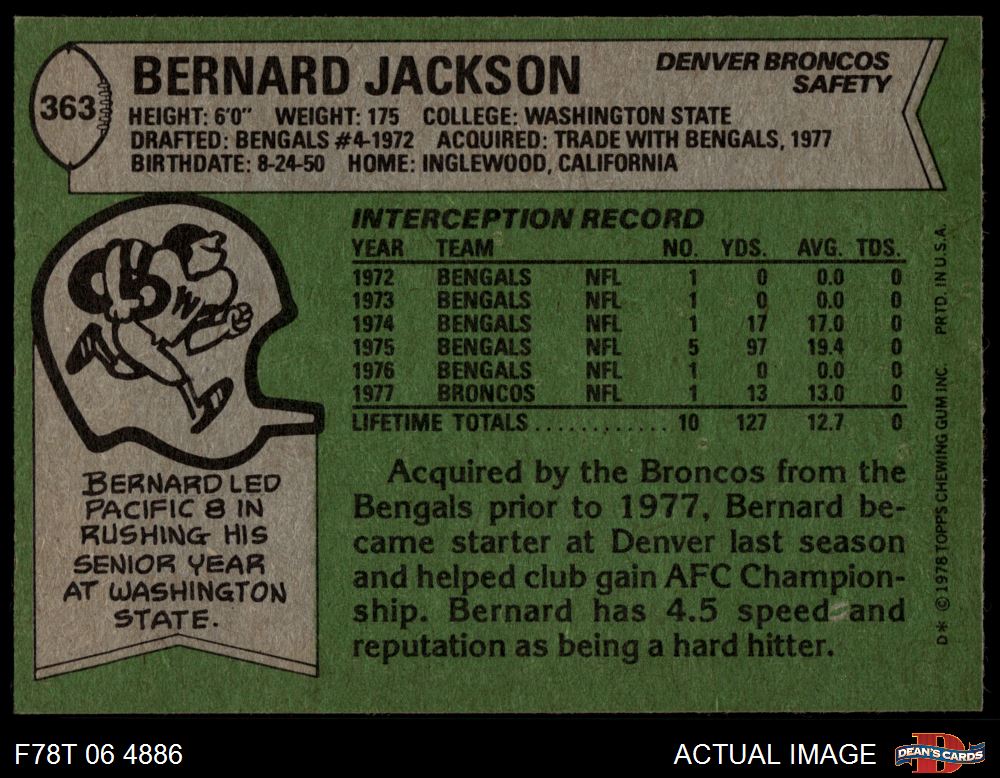 363
BERNARD JACKSON
DENVER BRONCOS
SAFETY
HEIGHT: 6'0" WEIGHT: 175 COLLEGE: WASHINGTON STATE
DRAFTED: BENGALS #4-1972 ACQUIRED: TRADE WITH BENGALS, 1977
BIRTHDATE: 8-24-50 HOME: INGLEWOOD, CALIFORNIA
INTERCEPTION RECORD
YEAR TEAM NO. YDS. AVG. TDS.
1972 BENGALS NFL 1 0 0.0 0
1973 BENGALS NFL 1 0 0.0 0
1974 BENGALS NFL 1 17 17.0 0
1975 BENGALS NFL 5 97 19.4 0
1976 BENGALS NFL 1 0 0.0 0
1977 BRONCOS NFL 1 13 13.0 0
LIFETIME TOTALS............ 10 127 12.7 0
W
BERNARD LED
PACIFIC 8 IN
RUSHING HIS
SENIOR YEAR
AT WASHINGTON
STATE.
Acquired by the Broncos from the
Bengals prior to 1977, Bernard be-
came starter at Denver last season
and helped club gain AFC Champion-
ship. Bernard has 4.5 speed and
reputation as being a hard hitter.
D* © 1978 TOPPS CHEWING GUM INC. PRTD. IN U.S.A.
F78T 06 4886
ACTUAL IMAGE
DEAN'S CARDS